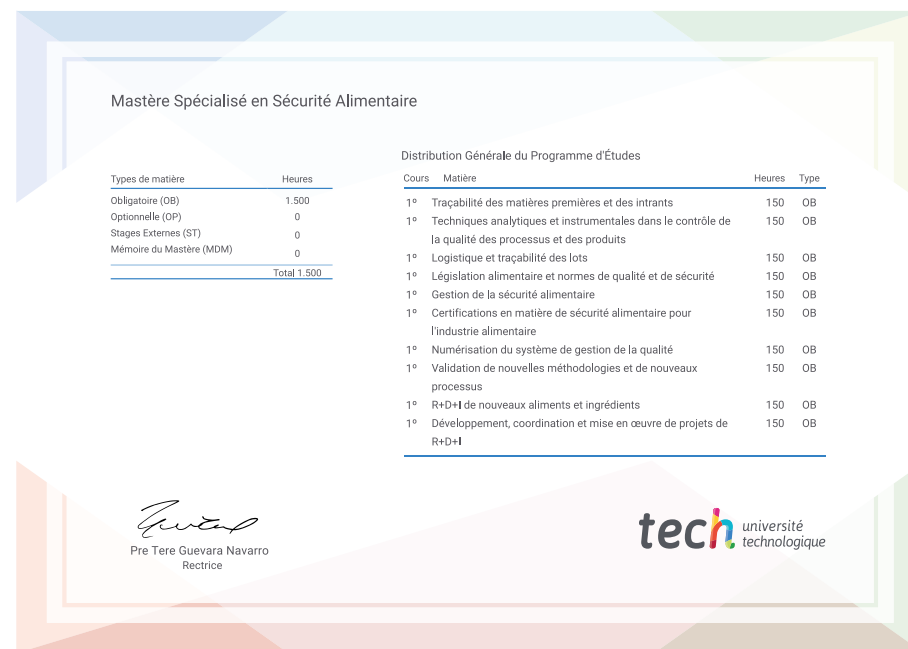 Mastère Spécialisé en Sécurité Alimentaire
Types de matière Heures
Obligatoire (OB) 1.500
Optionnelle (OP) 0
Stages Externes (ST) 0
Mémoire du Mastère (MDM) 0
Total 1.500
Distribution Générale du Programme d'Études
Cours Matière Heures Type
1º Traçabilité des matières premières et des intrants 150 OB
1º Techniques analytiques et instrumentales dans le contrôle de 150 OB
la qualité des processus et des produits
1º Logistique et traçabilité des lots 150 OB
1º Législation alimentaire et normes de qualité et de sécurité 150 OB
1º Gestion de la sécurité alimentaire 150 OB
1º Certifications en matière de sécurité alimentaire pour 150 OB
l'industrie alimentaire
1º Numérisation du système de gestion de la qualité 150 OB
1º Validation de nouvelles méthodologies et de nouveaux 150 OB
processus
1º R+D+I de nouveaux aliments et ingrédients 150 OB
1º Développement, coordination et mise en œuvre de projets de 150 OB
R+D+I
Pre Tere Guevara Navarro
Rectrice
tech université
technologique